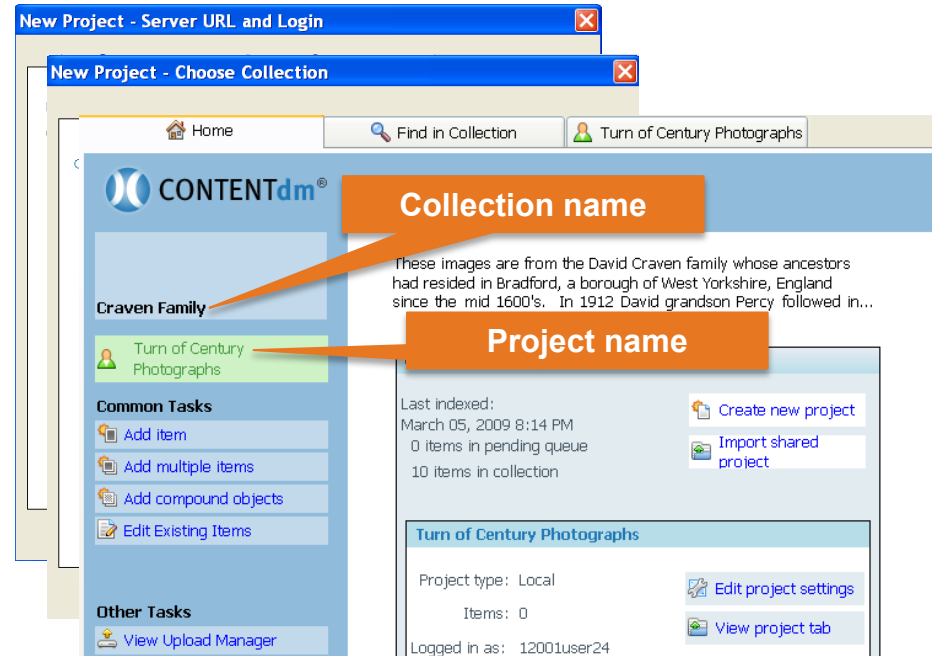 New Project - Server URL and Login
New Project - Choose Collection
Home
Find in Collection
Turn of Century Photographs
CONTENTdm®
Collection name
These images are from the David Craven family whose ancestors
had resided in Bradford, a borough of West Yorkshire, England
since the mid 1600's. In 1912 David grandson Percy followed in...
Craven Family
Project name
Turn of Century
Photographs
Common Tasks
Add item
Add multiple items
Add compound objects
Edit Existing Items
Other Tasks
View Upload Manager
Last indexed:
March 05, 2009 8:14 PM
0 items in pending queue
10 items in collection
Create new project
Import shared
project
Turn of Century Photographs
Project type: Local
Items: 0
Logged in as: 12001user24
Edit project settings
View project tab